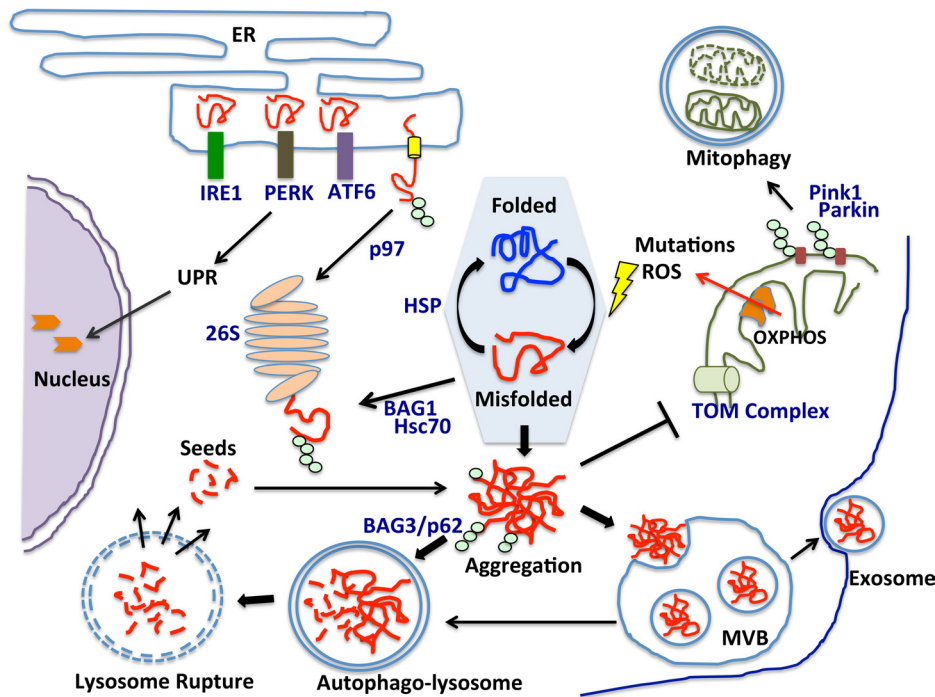 ER
IRE1
PERK
ATF6
Mitophagy
Pink1
Parkin
p97
Folded
Mutations
ROS
UPR
HSP
26S
OXPHOS
Nucleus
Misfolded
BAG1
Hsc70
TOM Complex
Seeds
BAG3/p62
Aggregation
Exosome
MVB
Lysosome Rupture
Autophago-lysosome